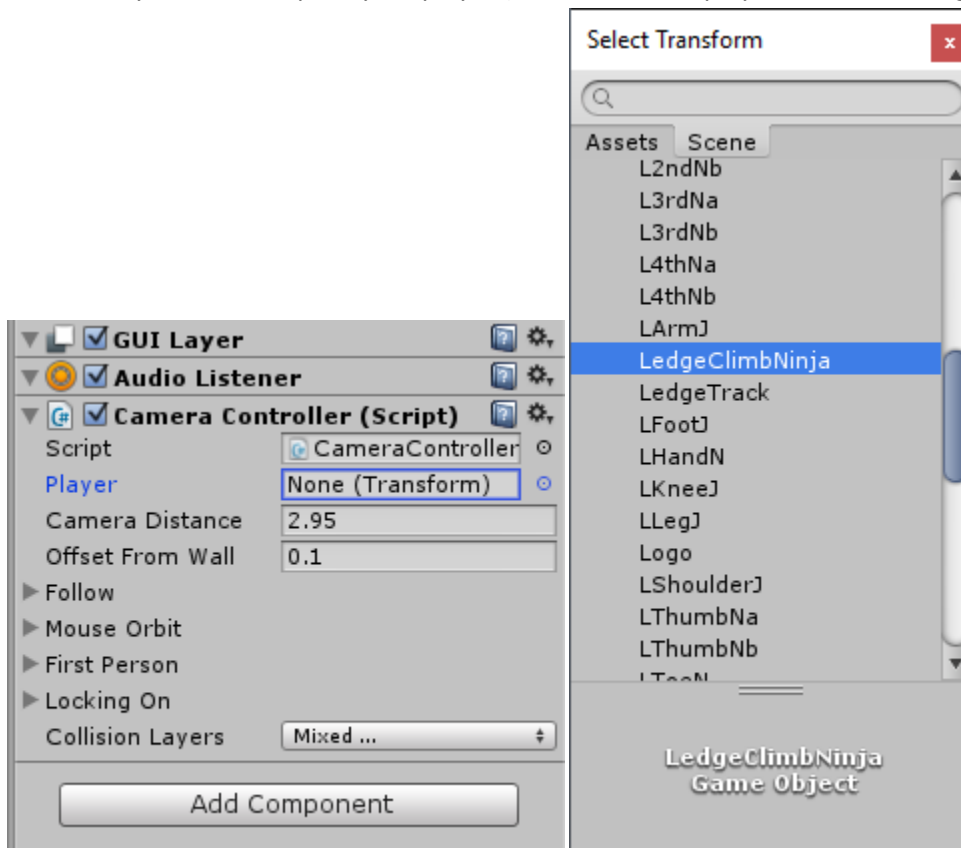 Select Transform
x
Assets Scene
L2ndNb
L3rdNa
L3rdNb
L4thNa
L4thNb
LArmJ
LedgeClimbNinja
LedgeTrack
LFootJ
LHandN
LKneeJ
LLegJ
Logo
LShoulderJ
LThumbNa
LThumbNb
LedgeClimbNinja
Game Object
GUI Layer
Audio Listener
Camera Controller (Script)
Script CameraController
Player None (Transform)
Camera Distance 2.95
Offset From Wall 0.1
Follow
Mouse Orbit
First Person
Locking On
Collision Layers Mixed ...
Add Component